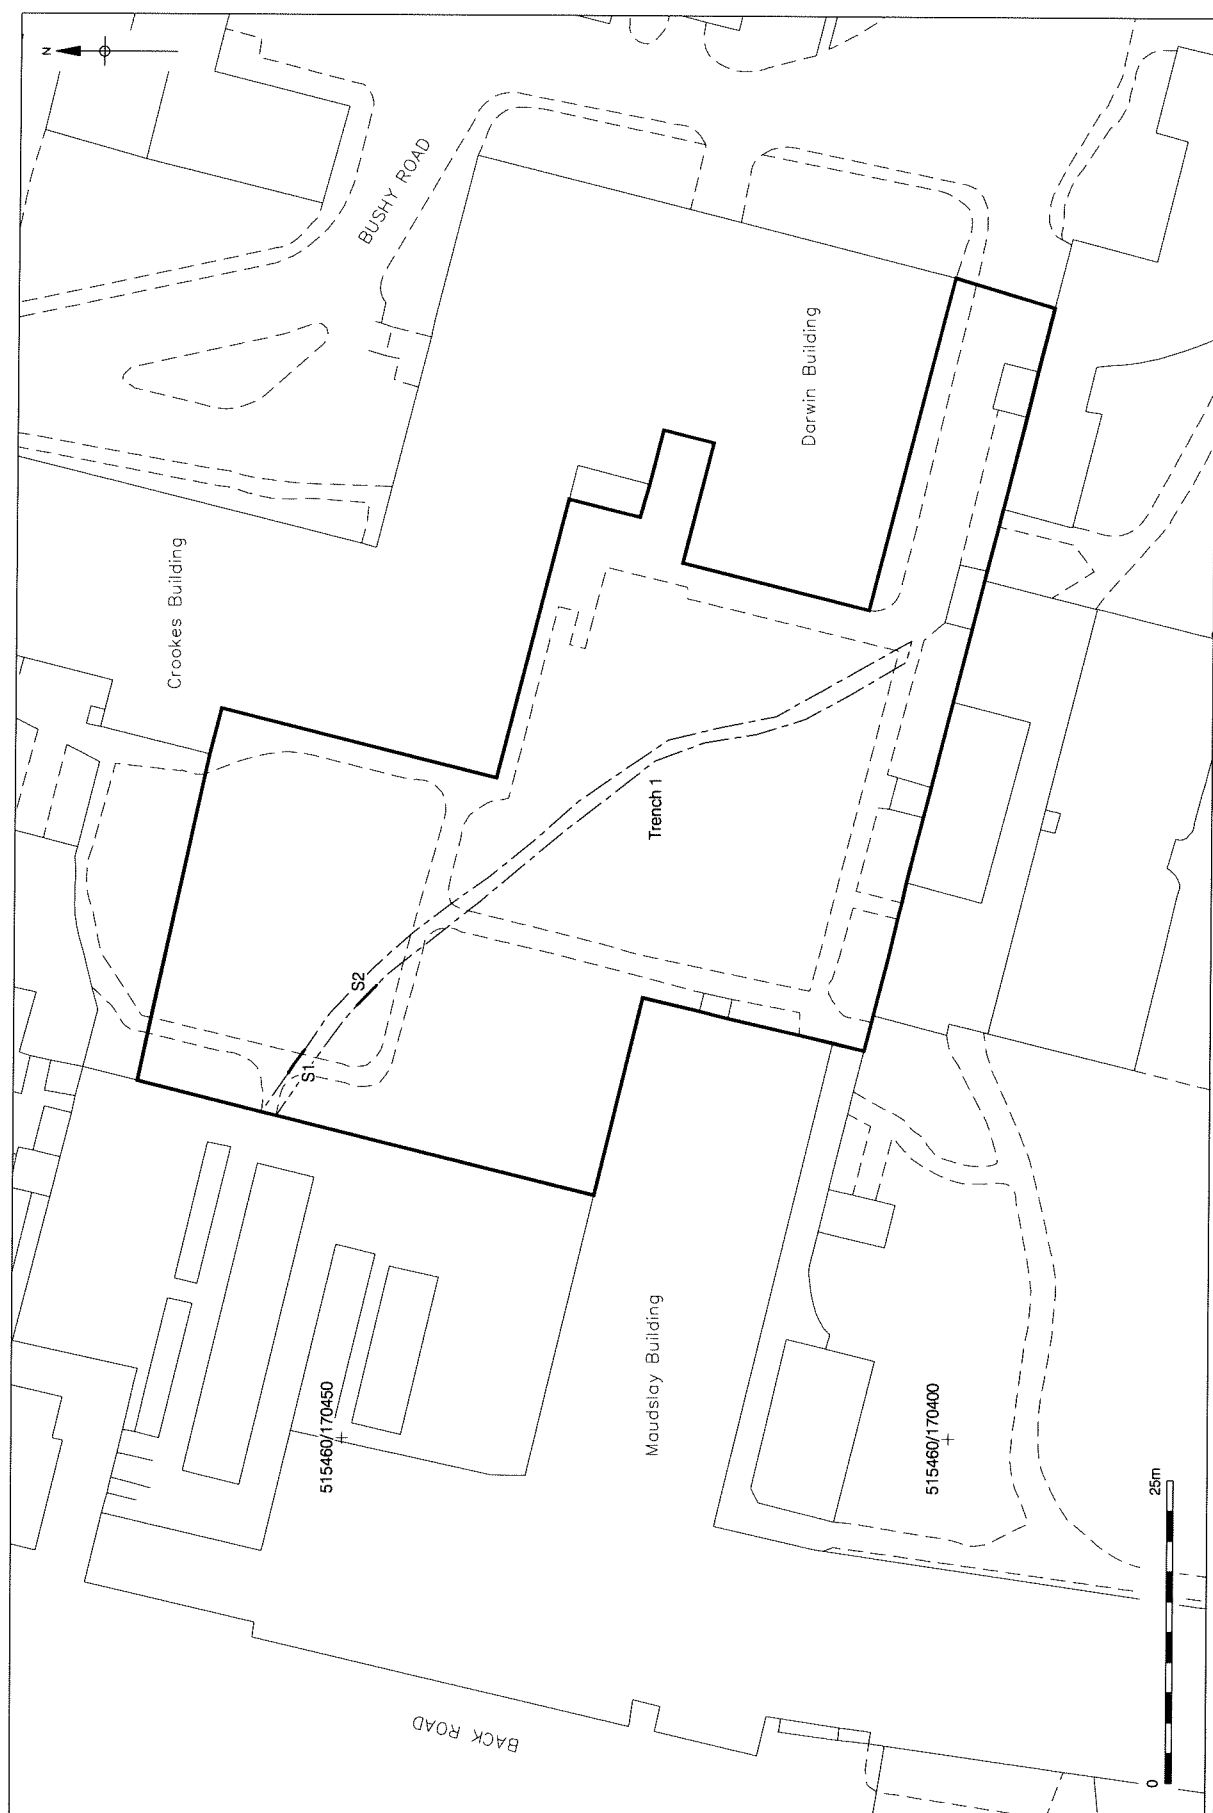 N
BUSHY ROAD
Crookes Building
Darwin Building
S1
S2
Trench 1
515460/170450
Maudslay Building
515460/170400
BACK ROAD
0
25m